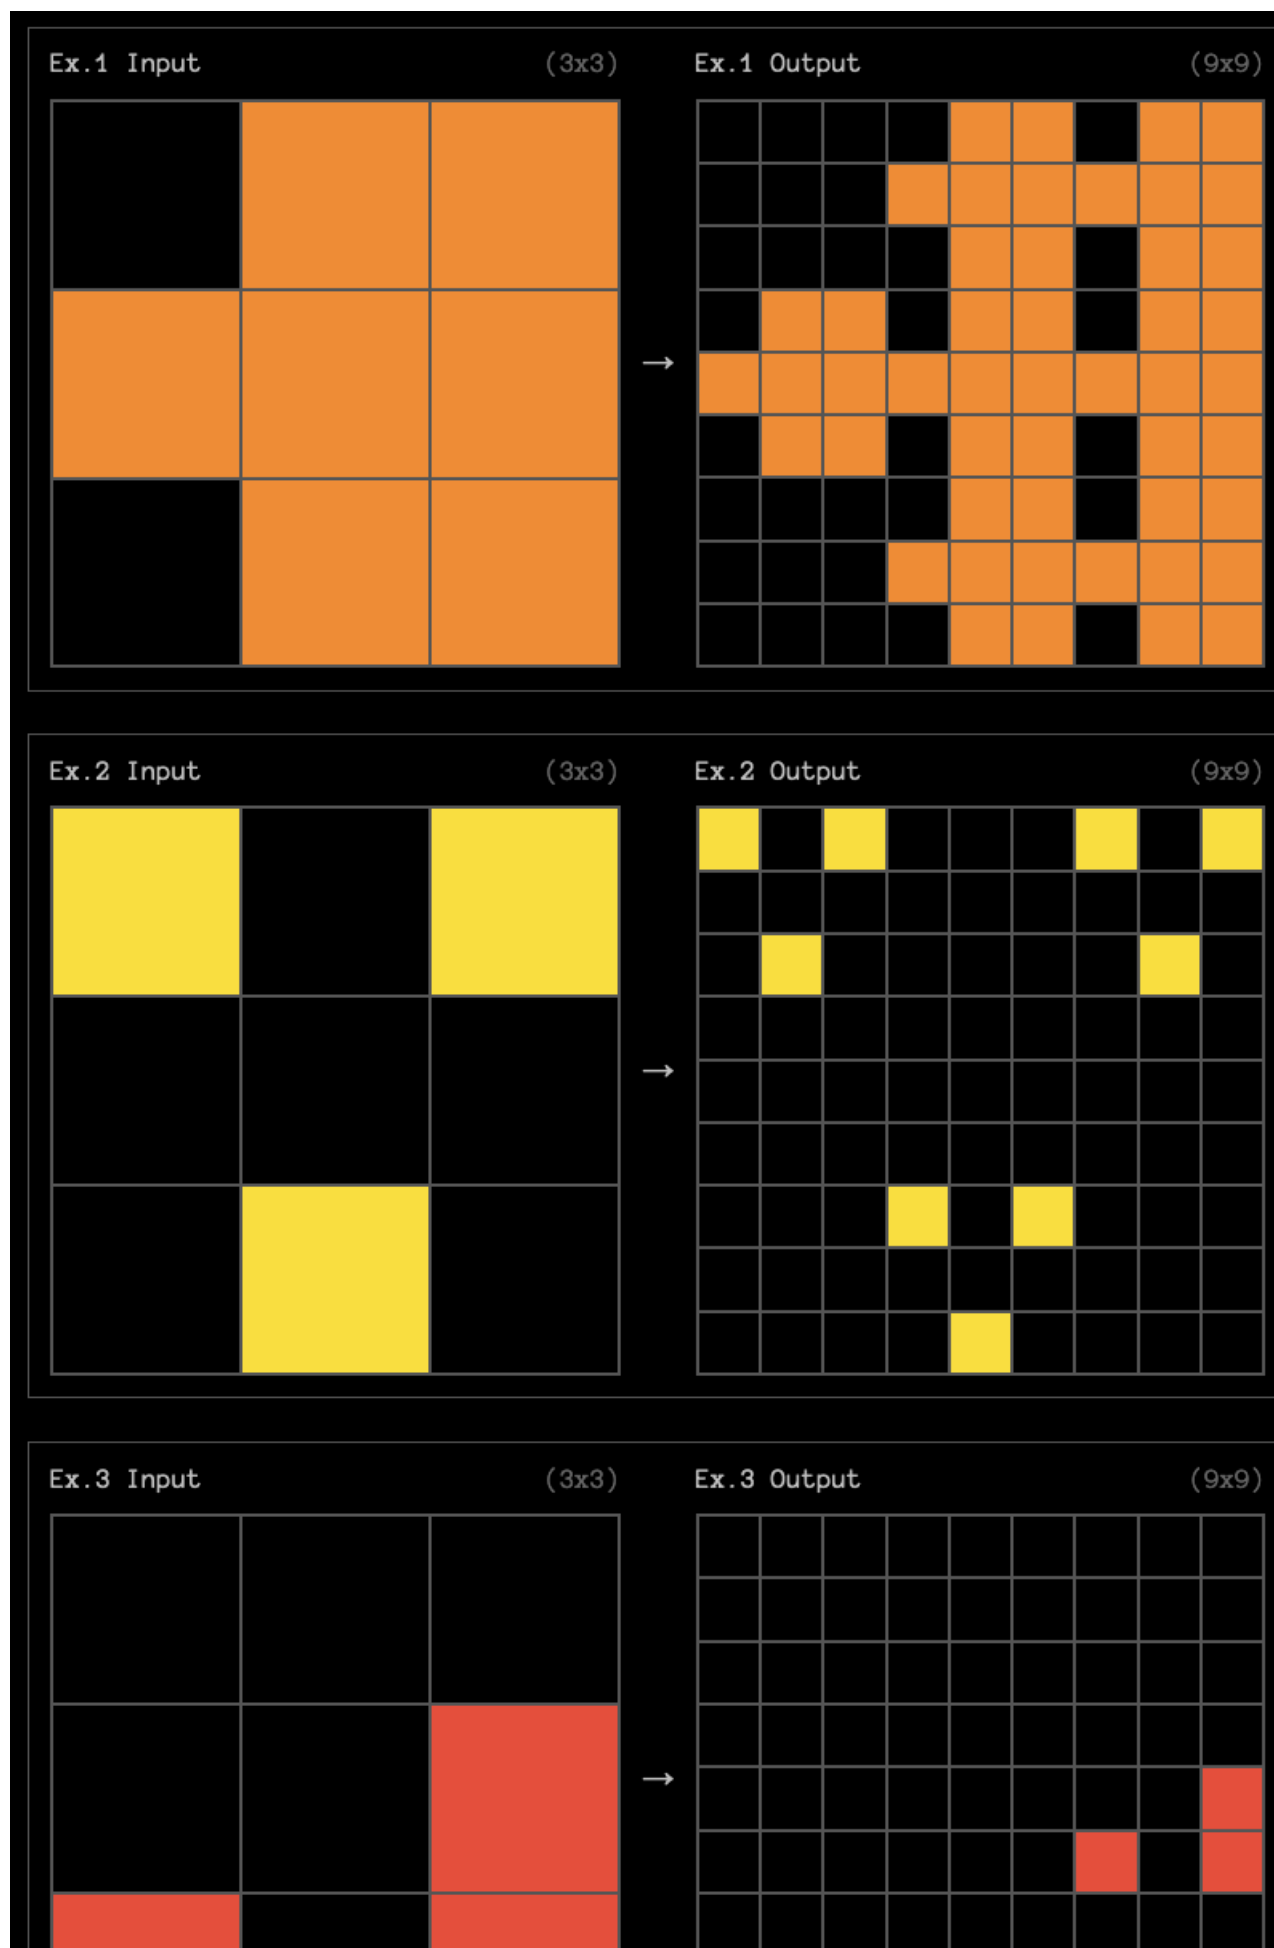 Ex.1 Input (3x3) Ex.1 Output (9x9)
→
Ex.2 Input (3x3) Ex.2 Output (9x9)
→
Ex.3 Input (3x3) Ex.3 Output (9x9)
→